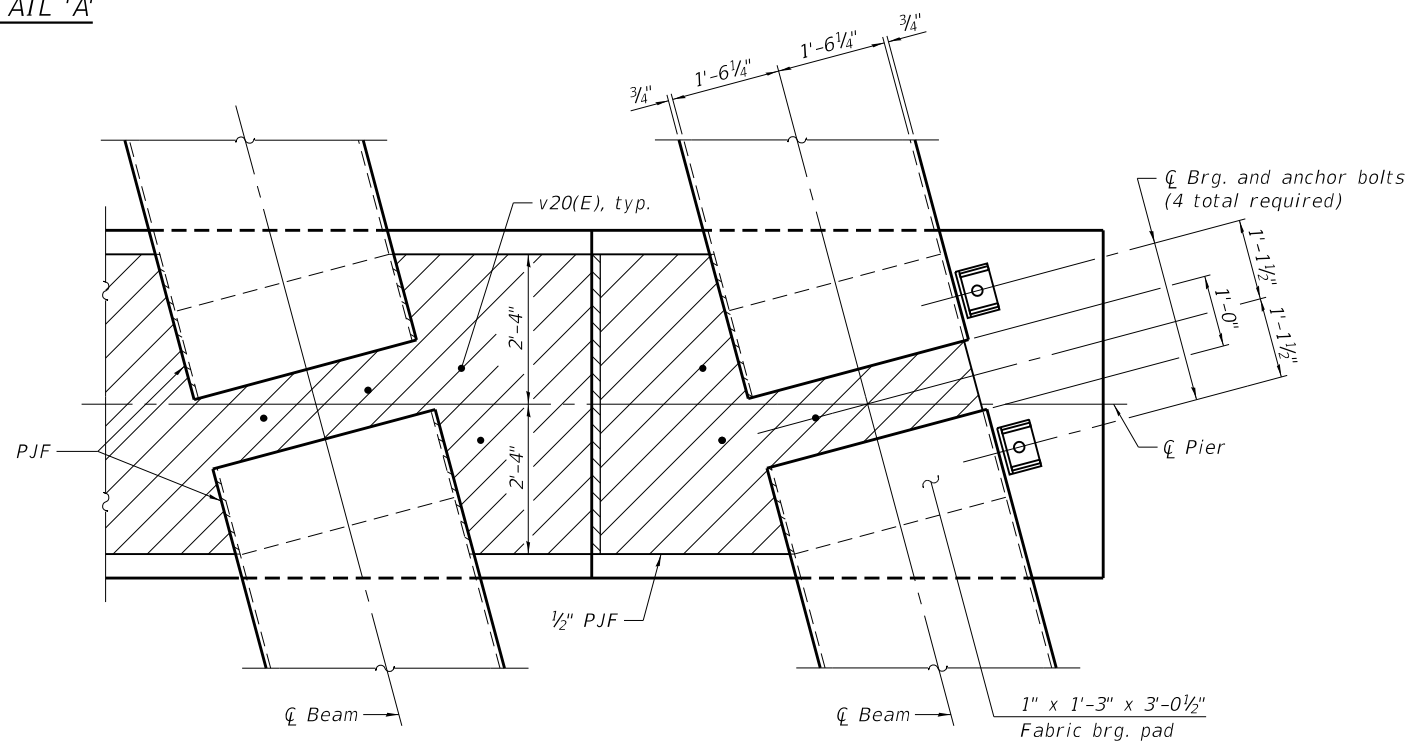 AIL 'A'
3/4"
1'-6 1/4"
1'-6 1/4"
3/4"
℄ Brg. and anchor bolts
(4 total required)
v20(E), typ.
1'-1 1/2"
1'-0"
1'-1 1/2"
2'-4"
2'-4"
PJF
℄ Pier
1/2" PJF
℄ Beam
℄ Beam
1" x 1'-3" x 3'-0 1/2"
Fabric brg. pad